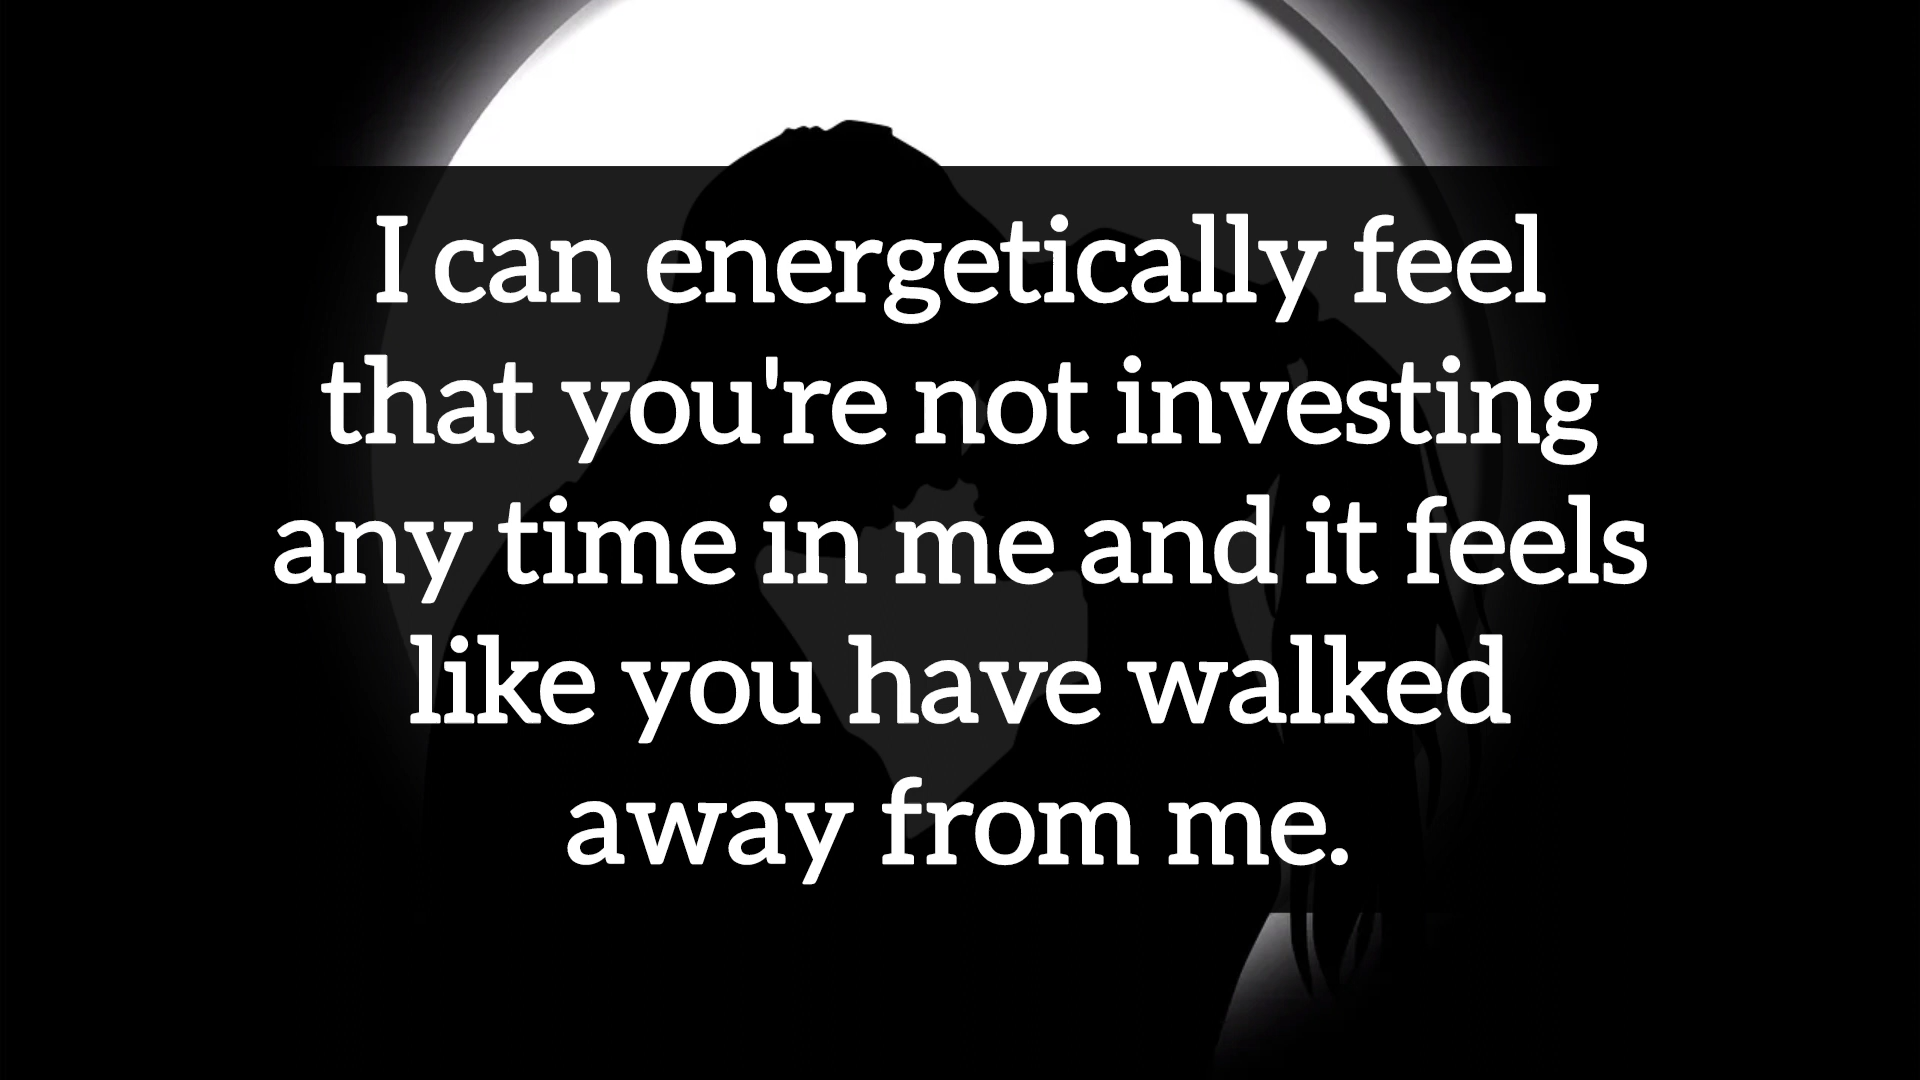 I can energetically feel
that you're not investing
any time in me and it feels
like you have walked
away from me.